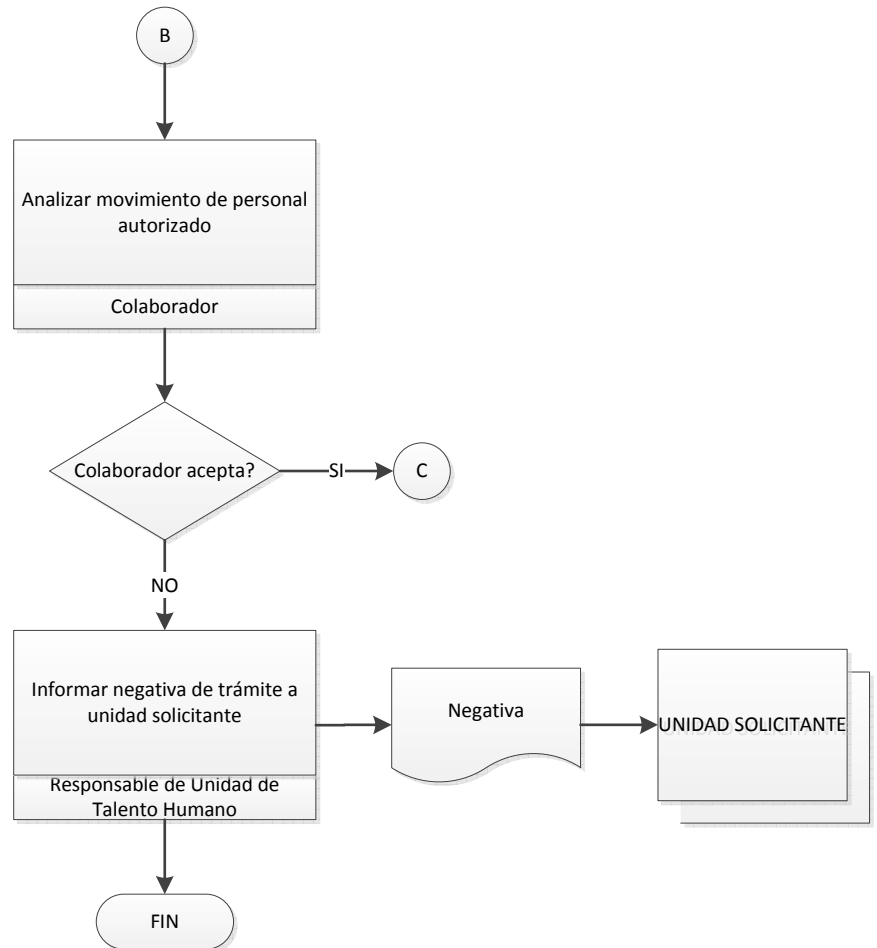 B
Analizar movimiento de personal
autorizado
Colaborador
Colaborador acepta?
SI
C
NO
Informar negativa de trámite a
unidad solicitante
Responsable de Unidad de
Talento Humano
Negativa
UNIDAD SOLICITANTE
FIN